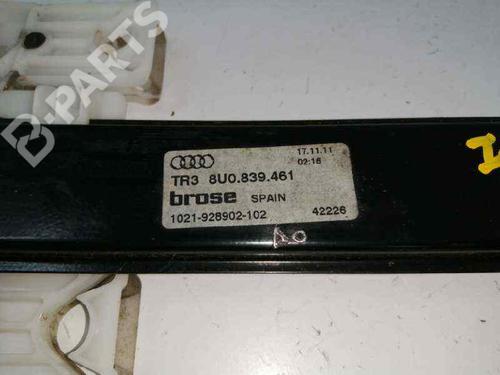 B-PARTS
17.11.11
02:16
TR3 8U0.839.461
brose SPAIN
1021-928902-102 42226